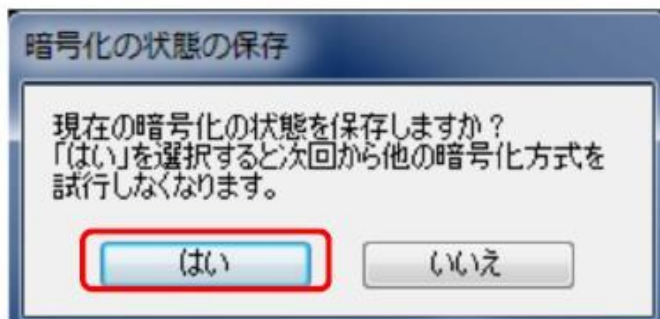 暗号化の状態の保存
現在の暗号化の状態を保存しますか？
「はい」を選択すると次回から他の暗号化方式を
試行しなくなります。
はい
いいえ